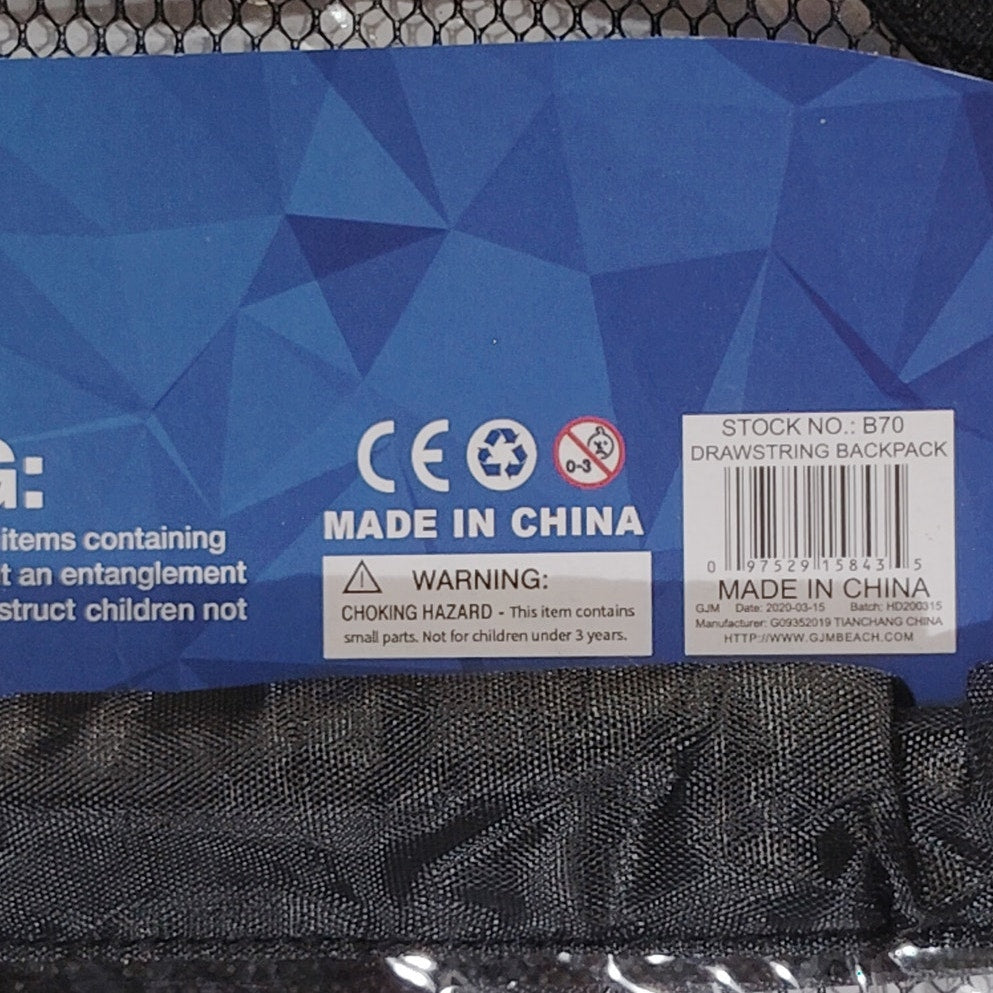 G:
items containing
t an entanglement
struct children not
CE
0-3
MADE IN CHINA
WARNING:
CHOKING HAZARD - This item contains
small parts. Not for children under 3 years.
STOCK NO.: B70
DRAWSTRING BACKPACK
0 97529 15843 5
MADE IN CHINA
GJM Date: 2020-03-15 Batch: HD200315
Manufacturer: G09352019 TIANCHANG CHINA
HTTP://WWW.GJMBEACH.COM